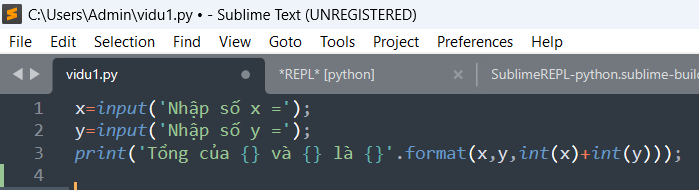 C:\Users\Admin\vidu1.py • - Sublime Text (UNREGISTERED)
File Edit Selection Find View Goto Tools Project Preferences Help
vidu1.py *REPL* [python] SublimeREPL-python.sublime-buil
1 x=input('Nhập số x =');
2 y=input('Nhập số y =');
3 print('Tổng của {} và {} là {}'.format(x,y,int(x)+int(y)));
4